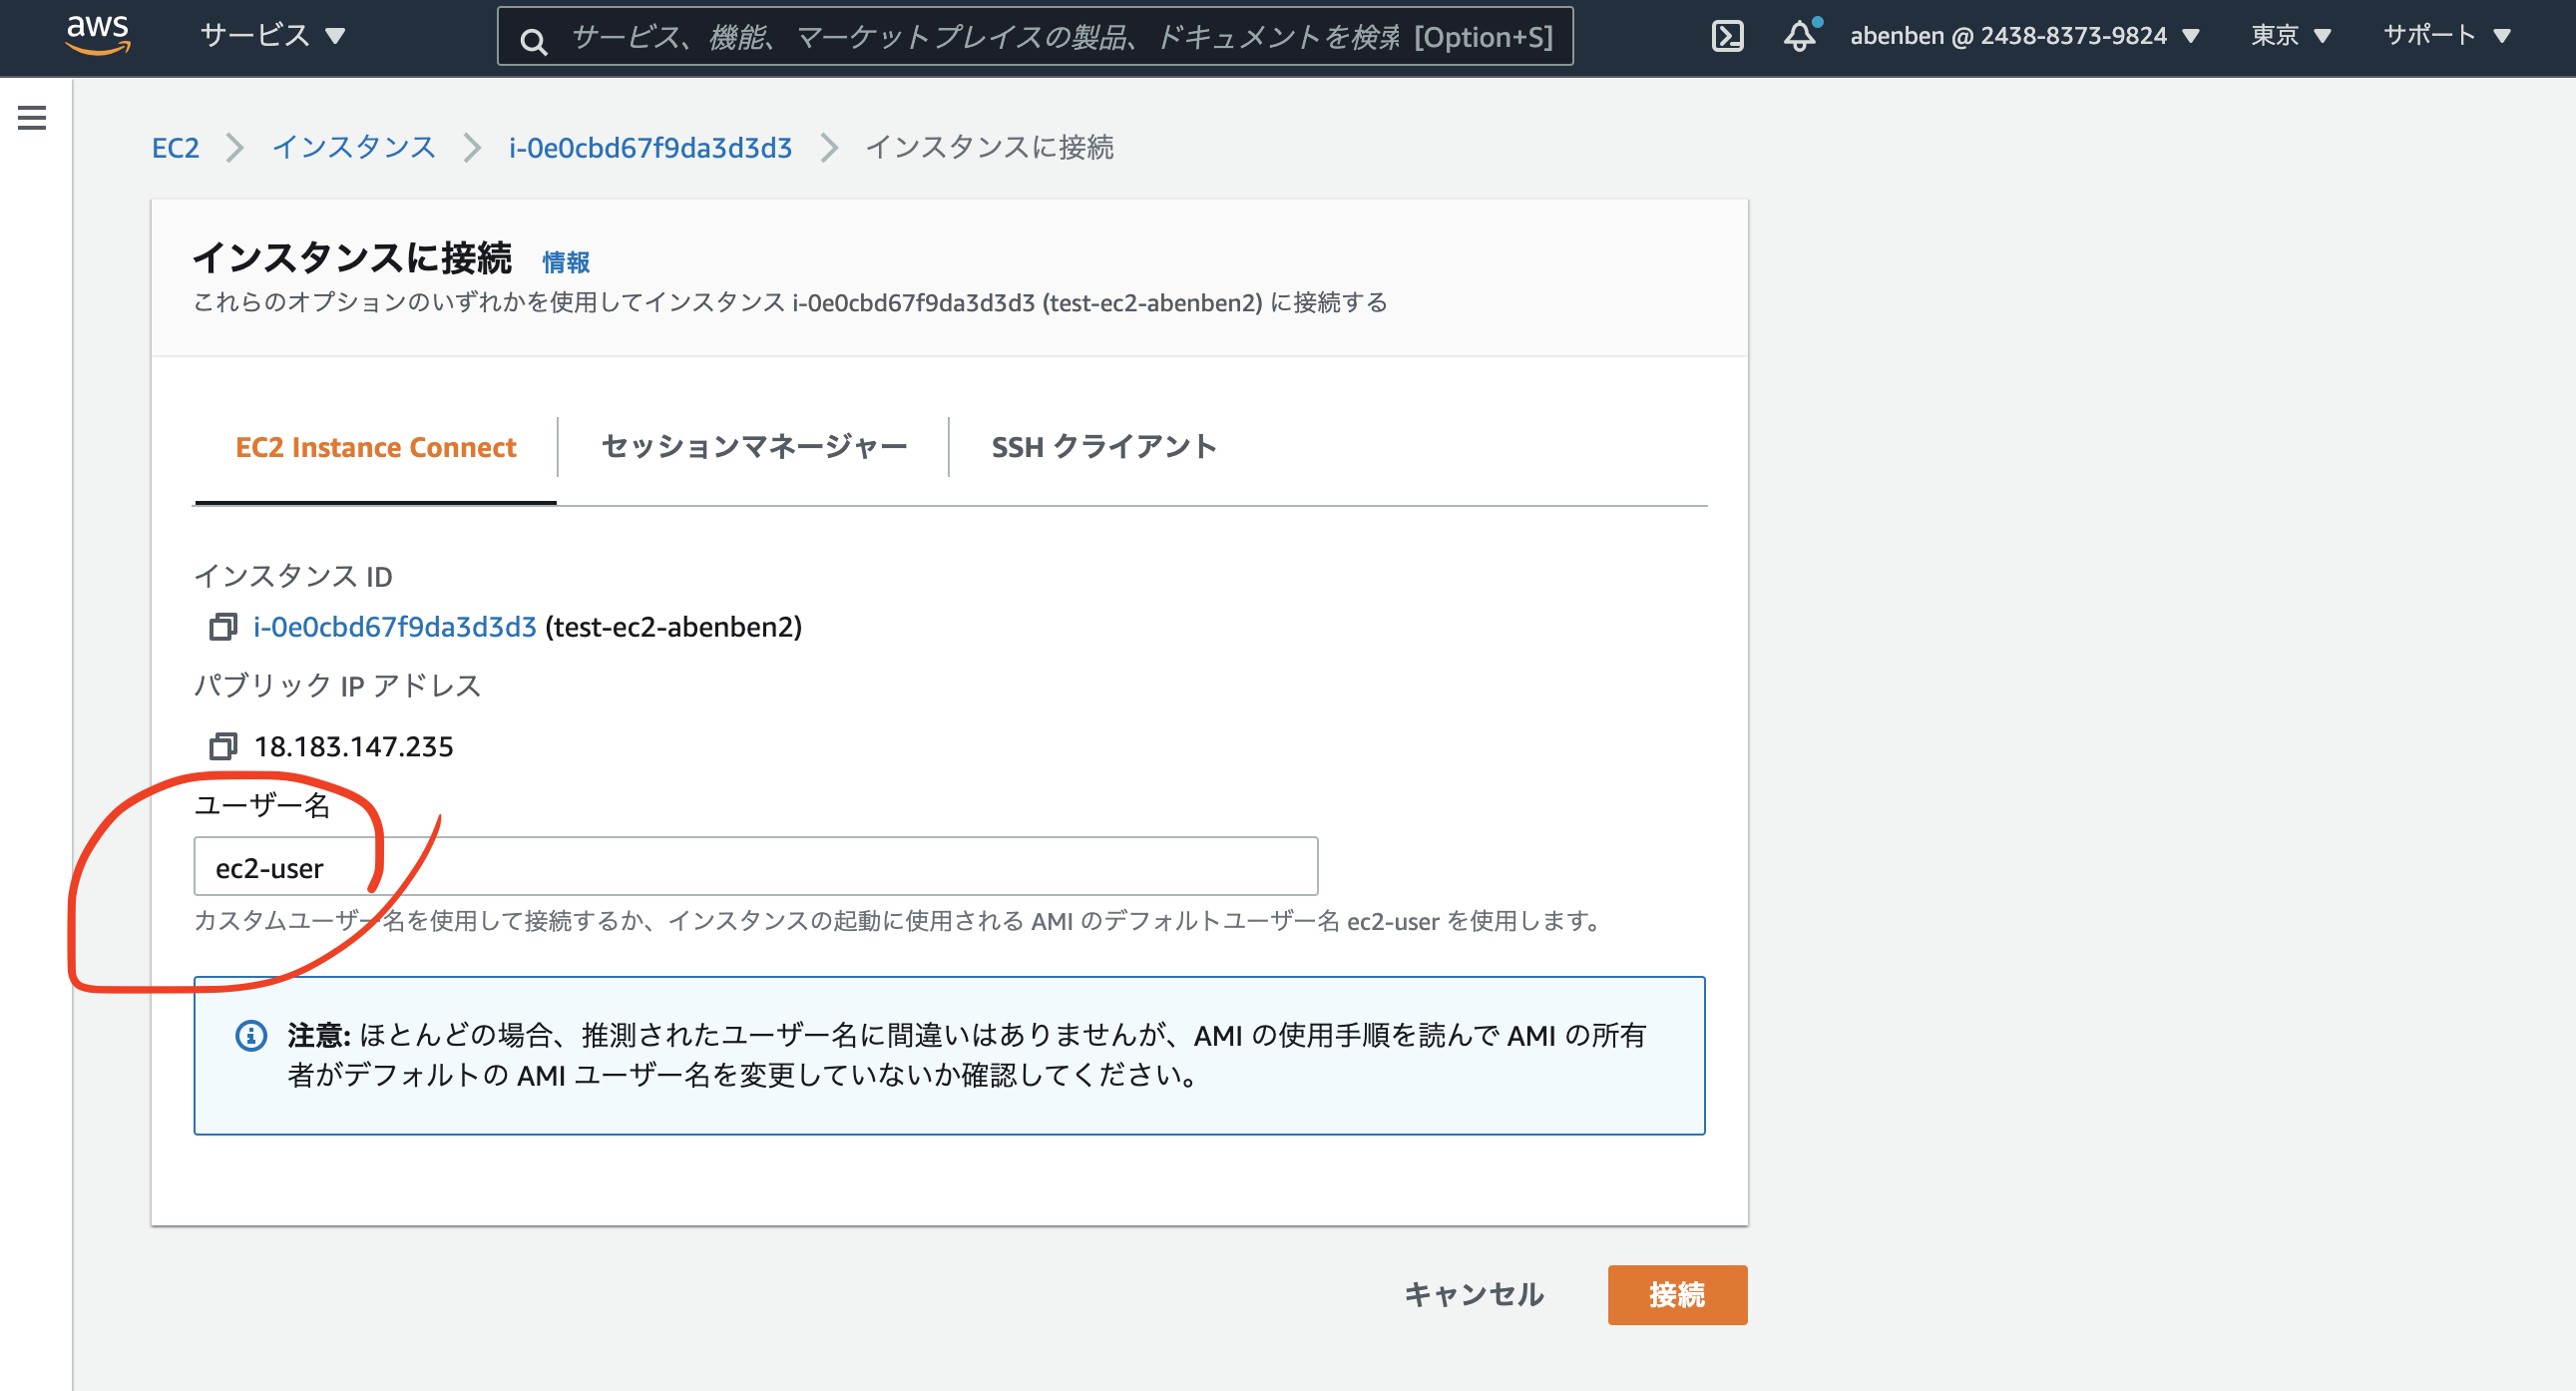 aws サービス ▼ サービス、機能、マーケットプレイスの製品、ドキュメントを検索 [Option+S] abenben @ 2438-8373-9824 ▼ 東京 ▼ サポート ▼
EC2 > インスタンス > i-0e0cbd67f9da3d3d3 > インスタンスに接続
インスタンスに接続 情報
これらのオプションのいずれかを使用してインスタンス i-0e0cbd67f9da3d3d3 (test-ec2-abenben2) に接続する
EC2 Instance Connect セッションマネージャー SSH クライアント
インスタンス ID
i-0e0cbd67f9da3d3d3 (test-ec2-abenben2)
パブリック IP アドレス
18.183.147.235
ユーザー名
ec2-user
カスタムユーザー名を使用して接続するか、インスタンスの起動に使用される AMI のデフォルトユーザー名 ec2-user を使用します。
注意: ほとんどの場合、推測されたユーザー名に間違いはありませんが、AMI の使用手順を読んで AMI の所有
者がデフォルトの AMI ユーザー名を変更していないか確認してください。
キャンセル 接続